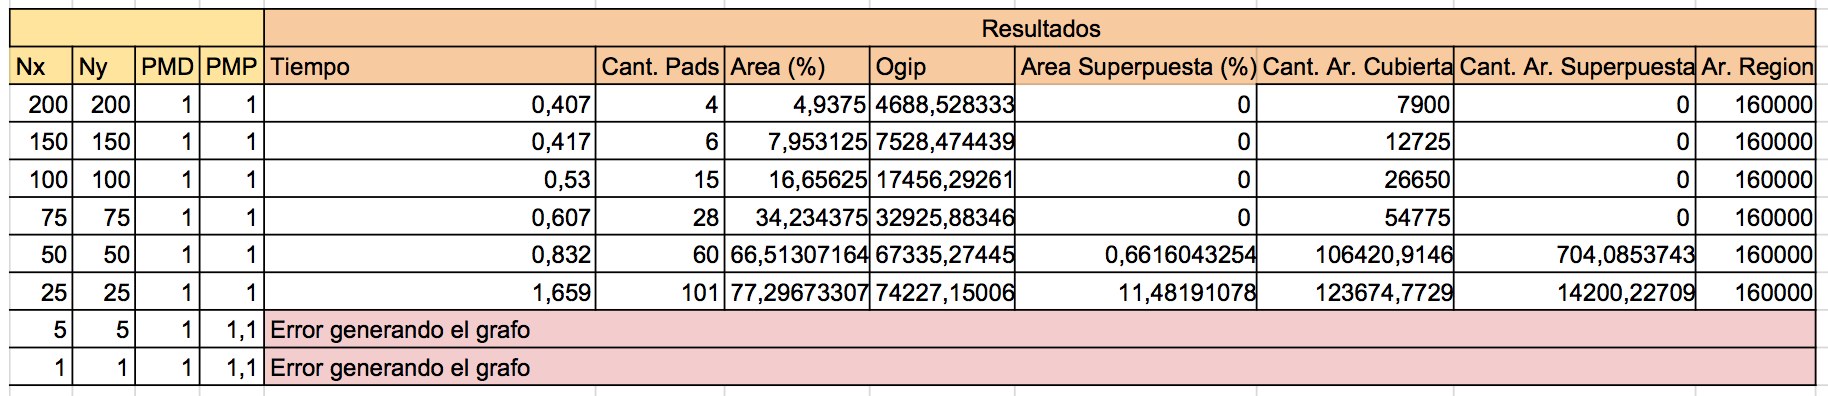 Resultados
Nx Ny PMD PMP Tiempo Cant. Pads Area (%) Ogip Area Superpuesta (%) Cant. Ar. Cubierta Cant. Ar. Superpuesta Ar. Region
200 200 1 1 0,407 4 4,9375 4688,528333 0 7900 0 160000
150 150 1 1 0,417 6 7,953125 7528,474439 0 12725 0 160000
100 100 1 1 0,53 15 16,65625 17456,29261 0 26650 0 160000
75 75 1 1 0,607 28 34,234375 32925,88346 0 54775 0 160000
50 50 1 1 0,832 60 66,51307164 67335,27445 0,6616043254 106420,9146 704,0853743 160000
25 25 1 1 1,659 101 77,29673307 74227,15006 11,48191078 123674,7729 14200,22709 160000
5 5 1 1,1 Error generando el grafo
1 1 1 1,1 Error generando el grafo